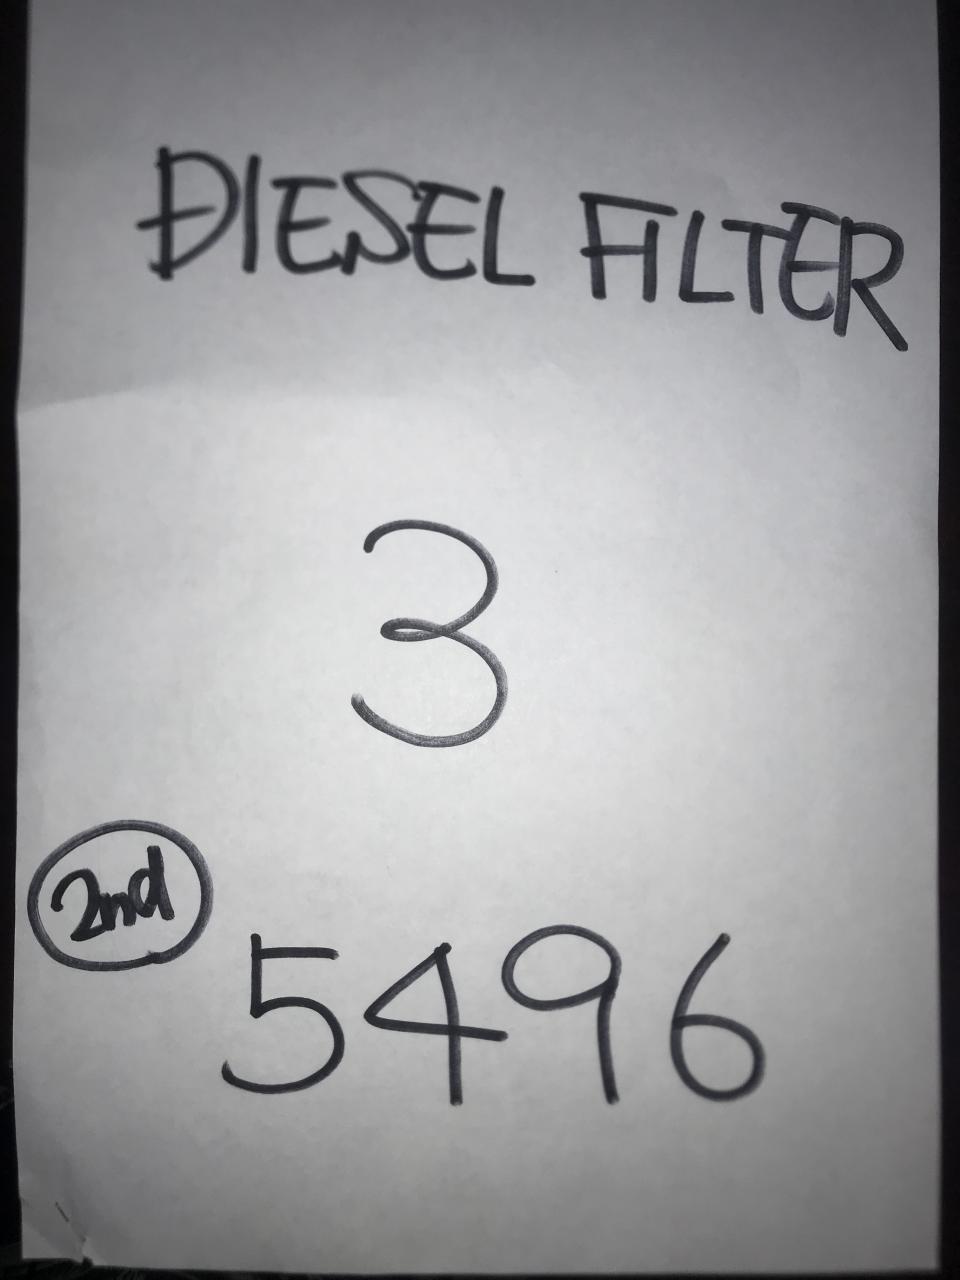 DIESEL FILTER
3
2nd
5496